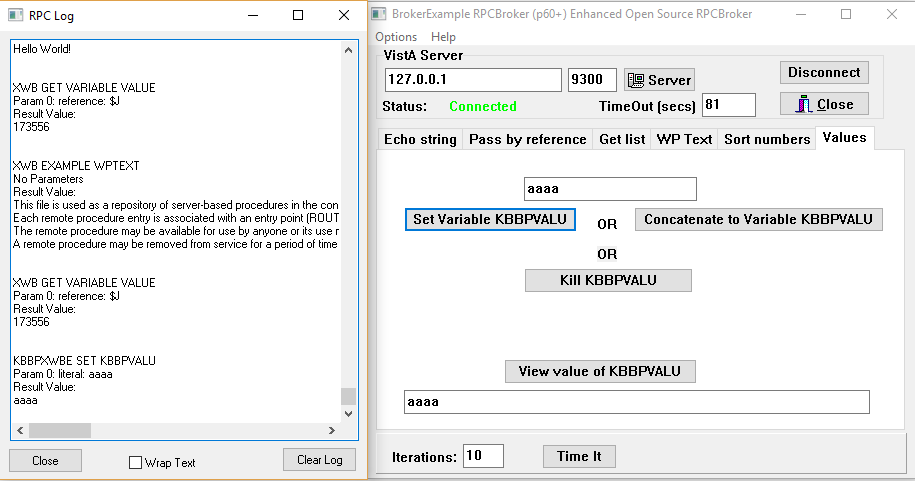 RPC Log
Hello World!
XWB GET VARIABLE VALUE
Param 0: reference: $J
Result Value:
173556
XWB EXAMPLE WPTEXT
No Parameters
Result Value:
This file is used as a repository of server-based procedures in the con
Each remote procedure entry is associated with an entry point (ROUT
The remote procedure may be available for use by anyone or its use r
A remote procedure may be removed from service for a period of time
XWB GET VARIABLE VALUE
Param 0: reference: $J
Result Value:
173556
KBBPXWBE SET KBBPVALU
Param 0: literal: aaaa
Result Value:
aaaa
Close
Wrap Text
Clear Log
BrokerExample RPCBroker (p60+) Enhanced Open Source RPCBroker
Options Help
VistA Server
127.0.0.1 9300 Server Disconnect
Status: Connected TimeOut (secs) 81 Close
Echo string Pass by reference Get list WP Text Sort numbers Values
aaaa
Set Variable KBBPVALU OR Concatenate to Variable KBBPVALU
OR
Kill KBBPVALU
View value of KBBPVALU
aaaa
Iterations: 10 Time It